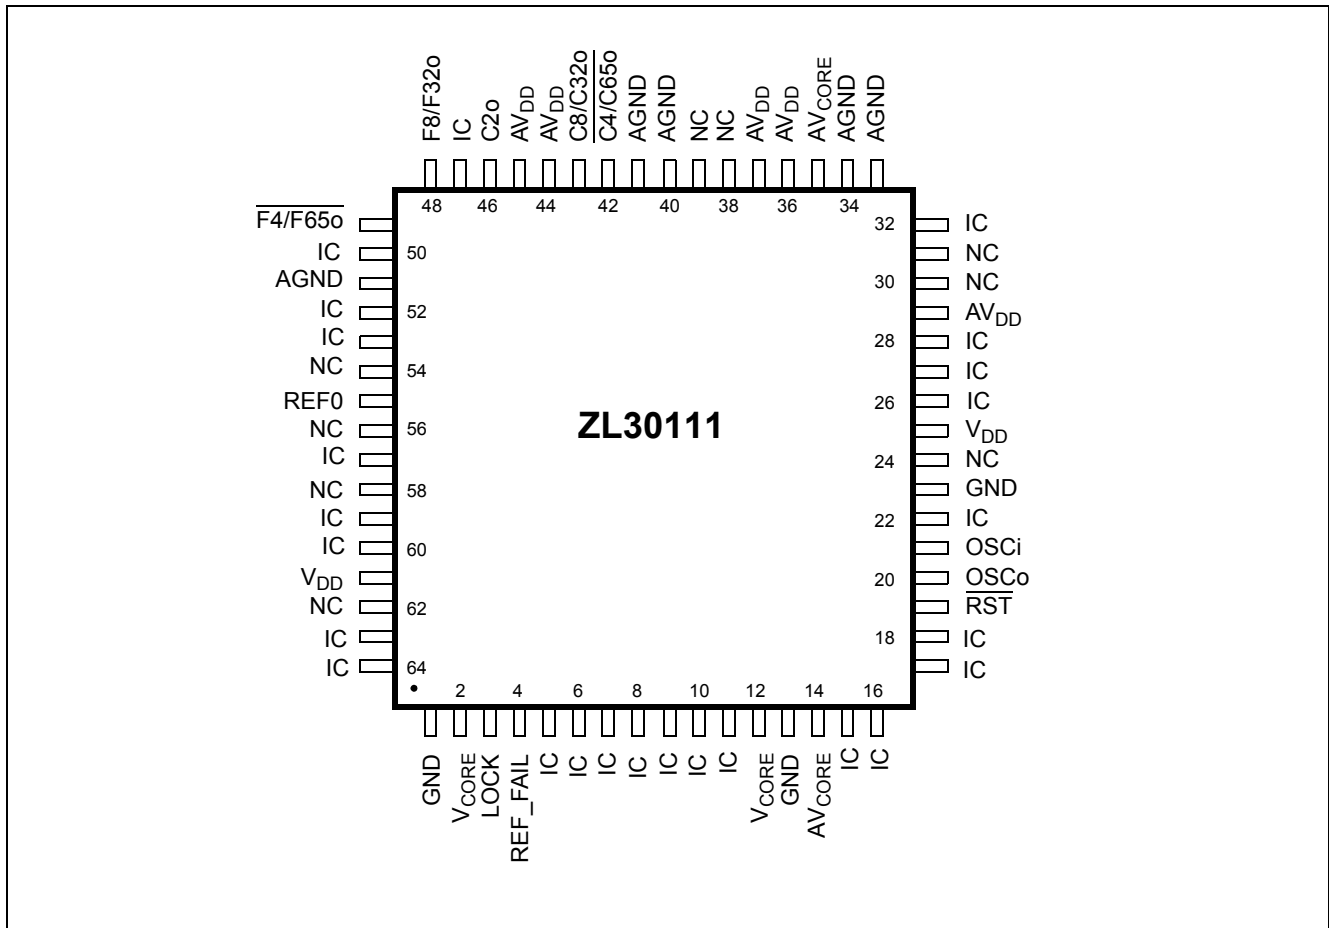 F8/F32o
IC
C2o
AVDD
AVDD
C8/C32o
C4/C65o
AGND
AGND
NC
NC
AVDD
AVDD
AVCORE
AGND
AGND
48 46 44 42 40 38 36 34
F4/F65o
IC 50
AGND
IC 52
IC
NC 54
REF0
NC 56
IC
NC 58
IC
IC 60
VDD
NC 62
IC
IC 64
ZL30111
32 IC
NC
30 NC
AVDD
28 IC
IC
26 IC
VDD
24 NC
GND
22 IC
OSCi
20 OSCo
RST
18 IC
IC
2 4 6 8 10 12 14 16
GND
VCORE
LOCK
REF_FAIL
IC
IC
IC
IC
IC
IC
IC
VCORE
GND
AVCORE
IC
IC